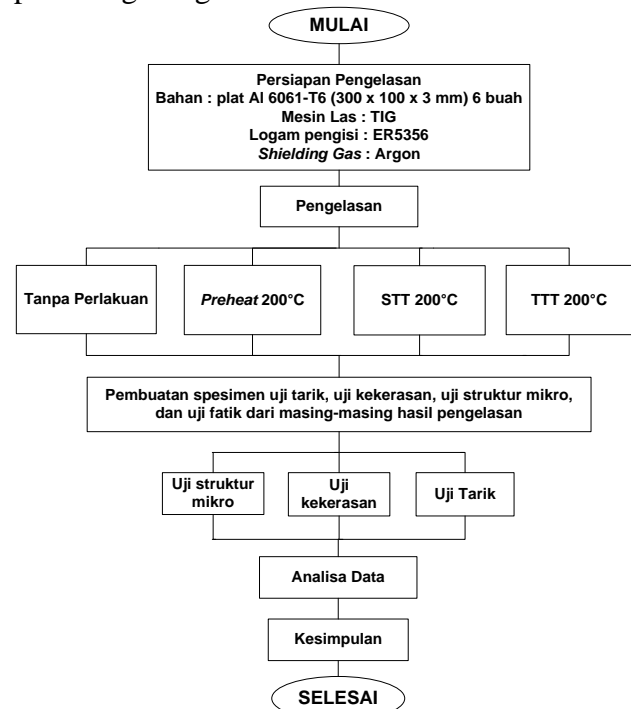 MULAI
Persiapan Pengelasan
Bahan : plat Al 6061-T6 (300 x 100 x 3 mm) 6 buah
Mesin Las : TIG
Logam pengisi : ER5356
Shielding Gas : Argon
Pengelasan
Tanpa Perlakuan
Preheat 200°C
STT 200°C
TTT 200°C
Pembuatan spesimen uji tarik, uji kekerasan, uji struktur mikro,
dan uji fatik dari masing-masing hasil pengelasan
Uji struktur
mikro
Uji
kekerasan
Uji Tarik
Analisa Data
Kesimpulan
SELESAI